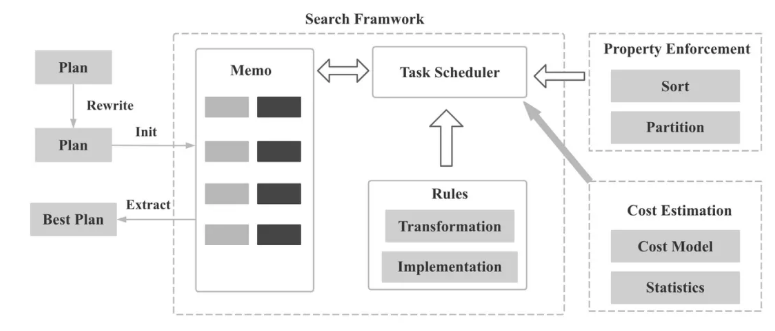 Search Framwork
Plan
Rewrite
Plan
Init
Best Plan
Extract
Memo
Task Scheduler
Rules
Transformation
Implementation
Property Enforcement
Sort
Partition
Cost Estimation
Cost Model
Statistics